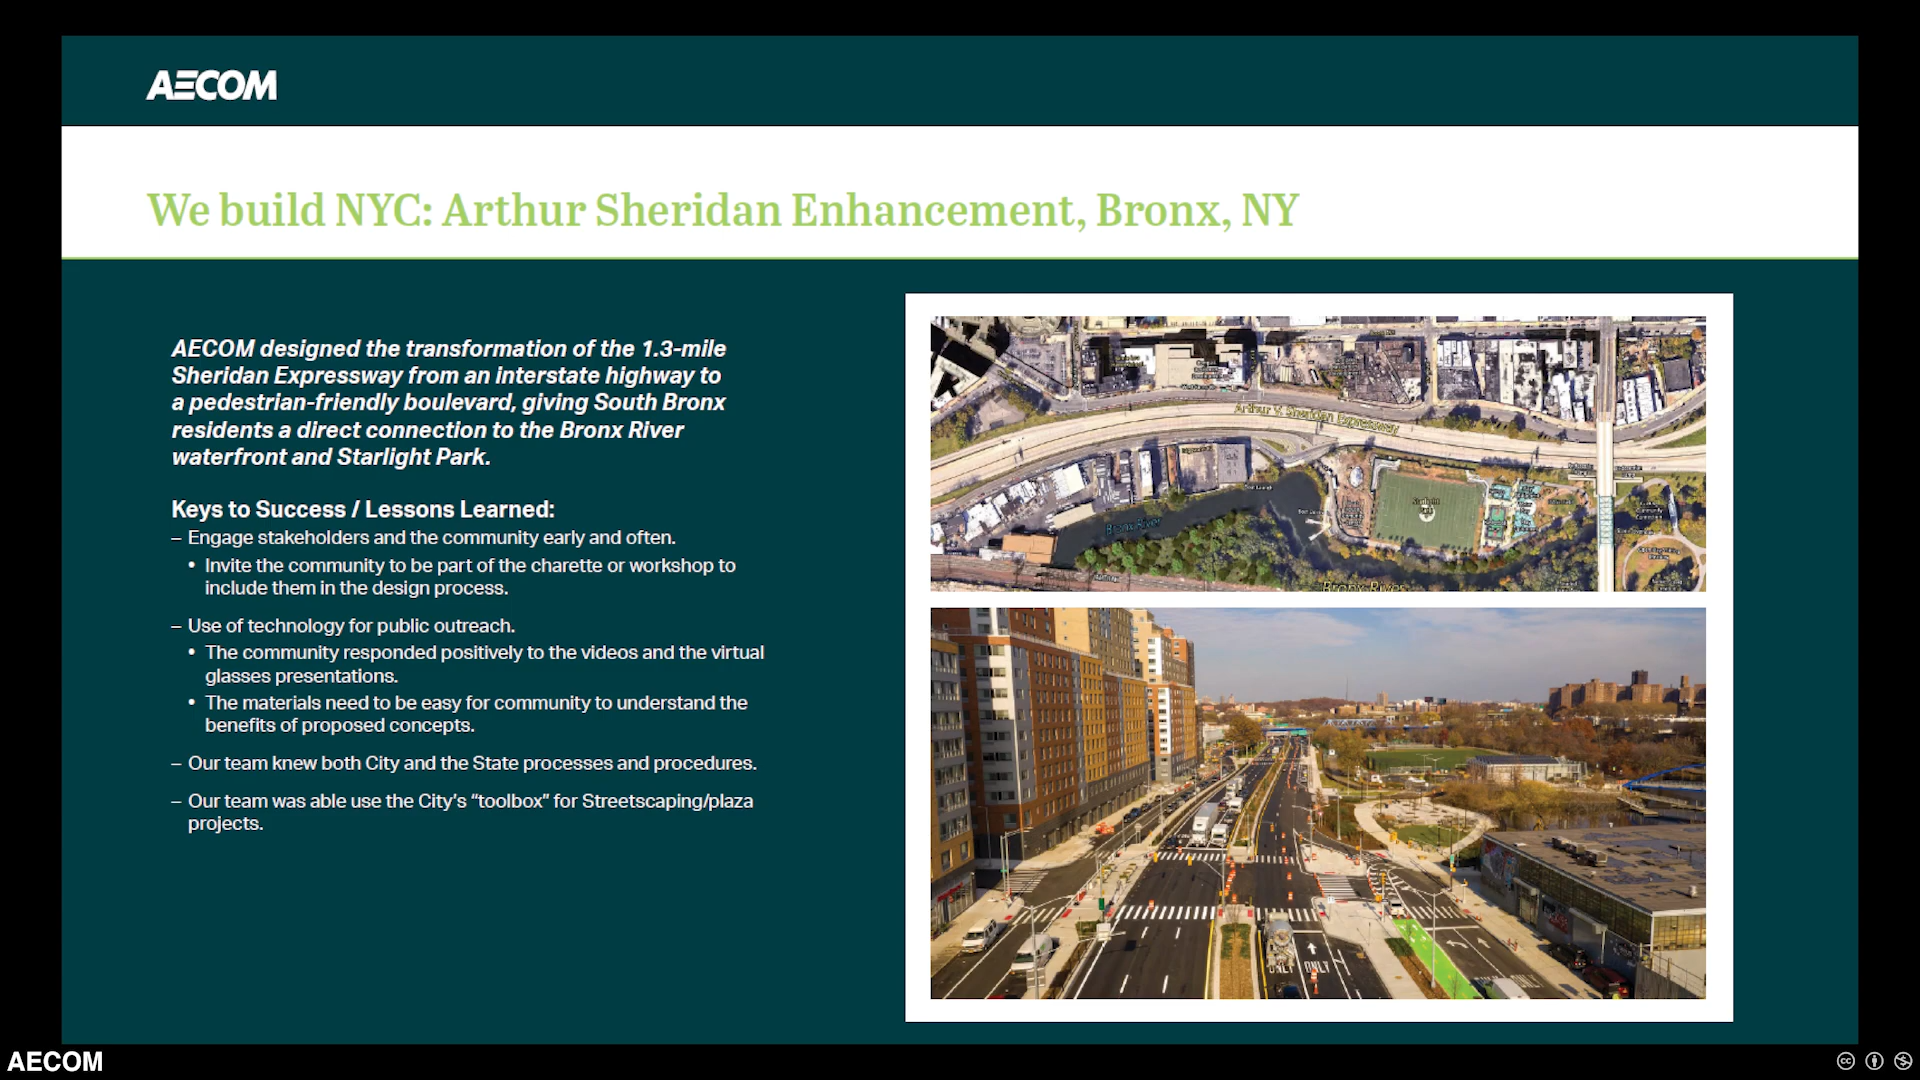 AECOM
We build NYC: Arthur Sheridan Enhancement, Bronx, NY
AECOM designed the transformation of the 1.3-mile
Sheridan Expressway from an interstate highway to
a pedestrian-friendly boulevard, giving South Bronx
residents a direct connection to the Bronx River
waterfront and Starlight Park.
Keys to Success / Lessons Learned:
– Engage stakeholders and the community early and often.
• Invite the community to be part of the charette or workshop to
include them in the design process.
– Use of technology for public outreach.
• The community responded positively to the videos and the virtual
glasses presentations.
• The materials need to be easy for community to understand the
benefits of proposed concepts.
– Our team knew both City and the State processes and procedures.
– Our team was able use the City's “toolbox” for Streetscaping/plaza
projects.
Arthur V. Sheridan Expressway
Bronx River
Starlight
Park
Bronx River
ONLY ONLY
AECOM